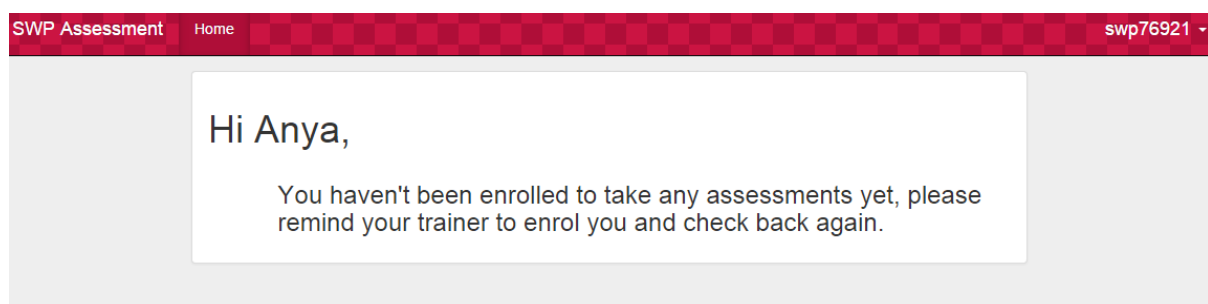 SWP Assessment Home swp76921
Hi Anya,
You haven't been enrolled to take any assessments yet, please
remind your trainer to enrol you and check back again.